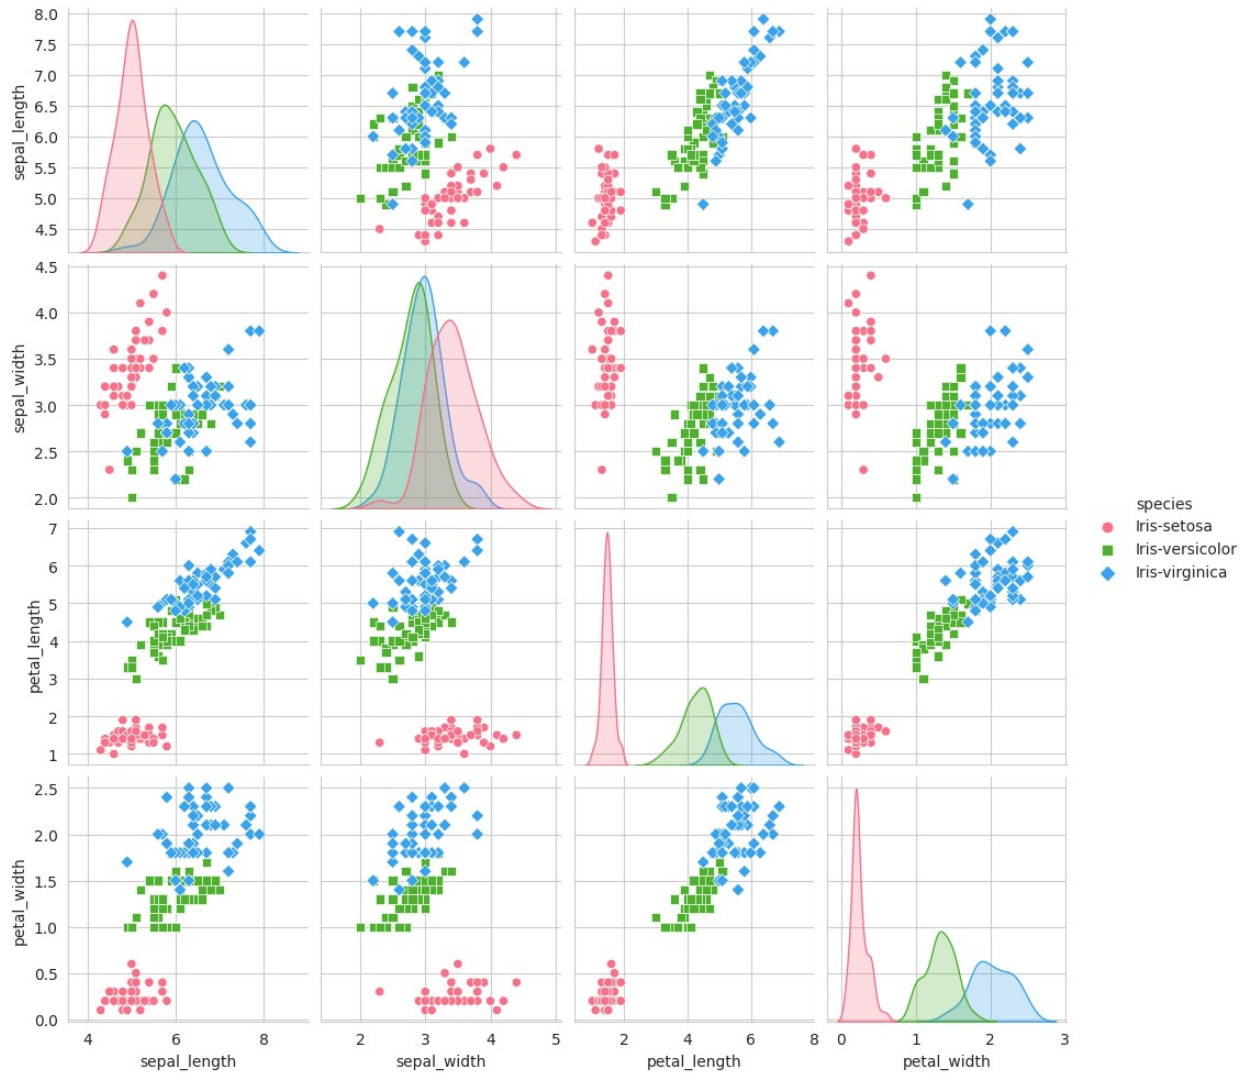 8.0
7.5
7.0
6.5
6.0
5.5
5.0
4.5
sepal_length
4.5
4.0
3.5
3.0
2.5
2.0
sepal_width
species
Iris-setosa
Iris-versicolor
Iris-virginica
7
6
5
4
3
2
1
petal_length
2.5
2.0
1.5
1.0
0.5
0.0
petal_width
4 6 8 2 3 4 5 2 4 6 8 0 1 2 3
sepal_length sepal_width petal_length petal_width